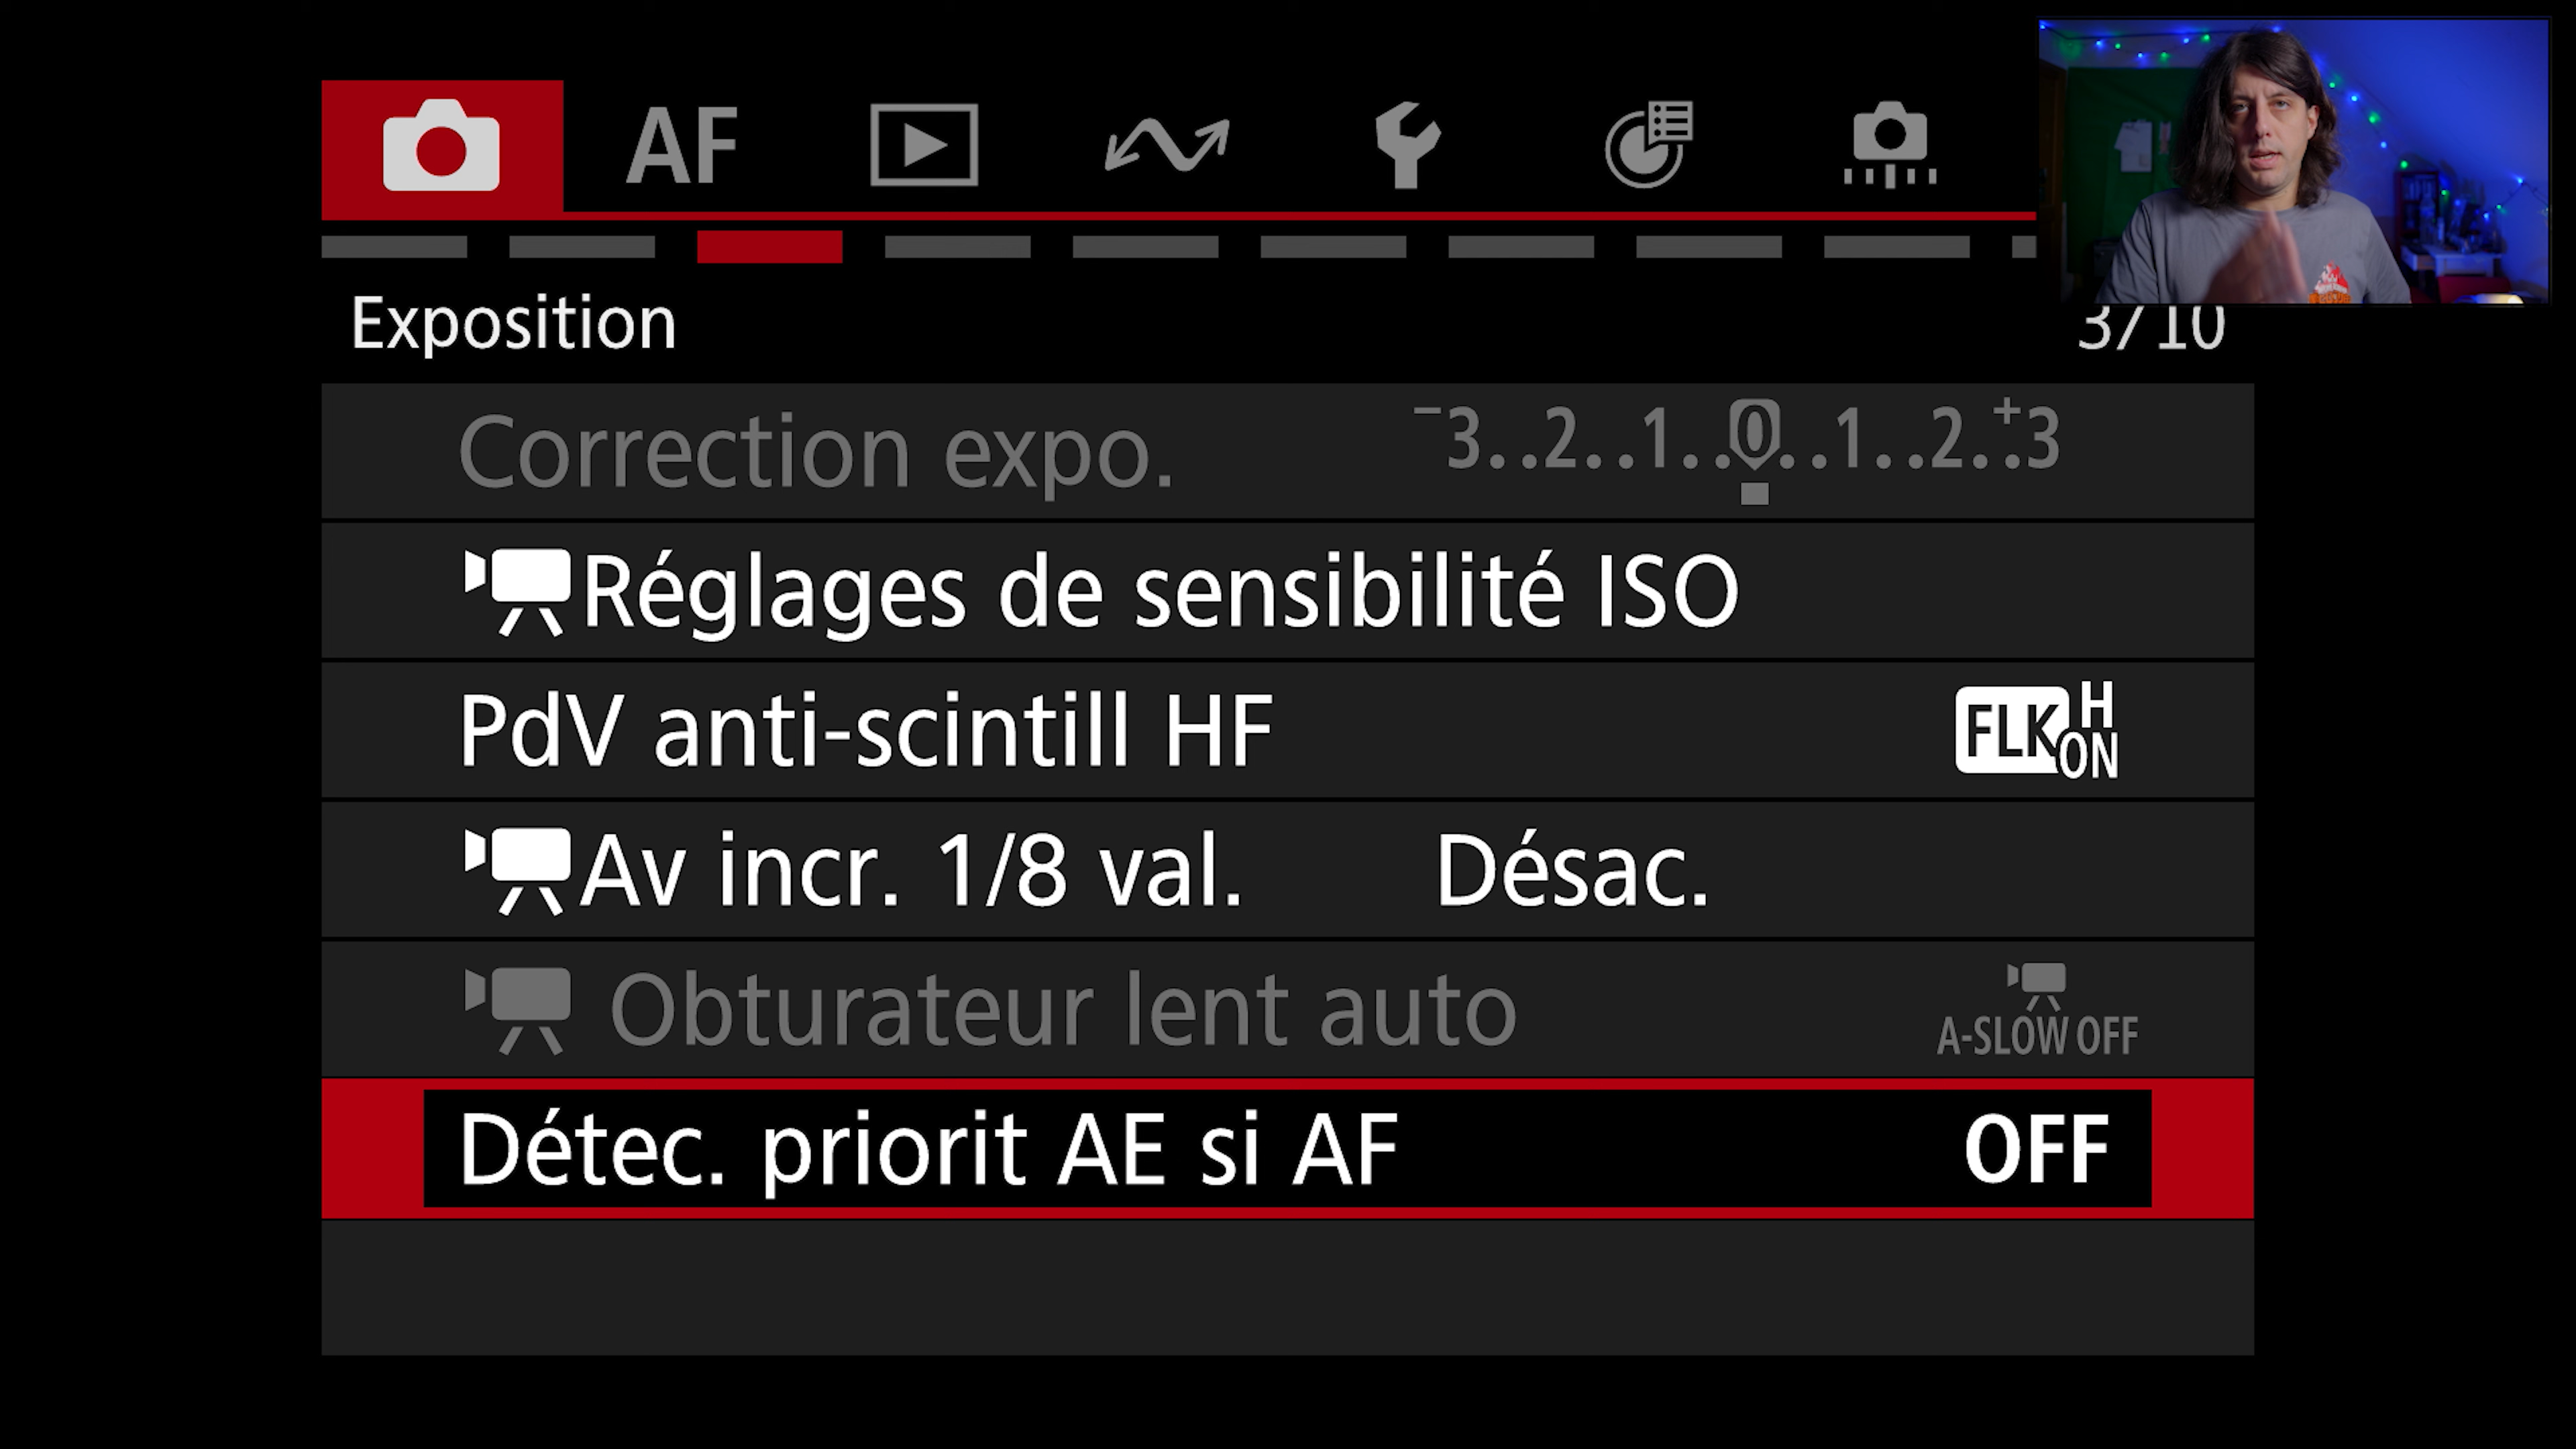 AF
Exposition
3/10
Correction expo. −3..2..1..0..1..2..+3
Réglages de sensibilité ISO
PdV anti-scintill HF FLK H ON
Av incr. 1/8 val. Désac.
Obturateur lent auto A-SLOW OFF
Détec. priorit AE si AF OFF